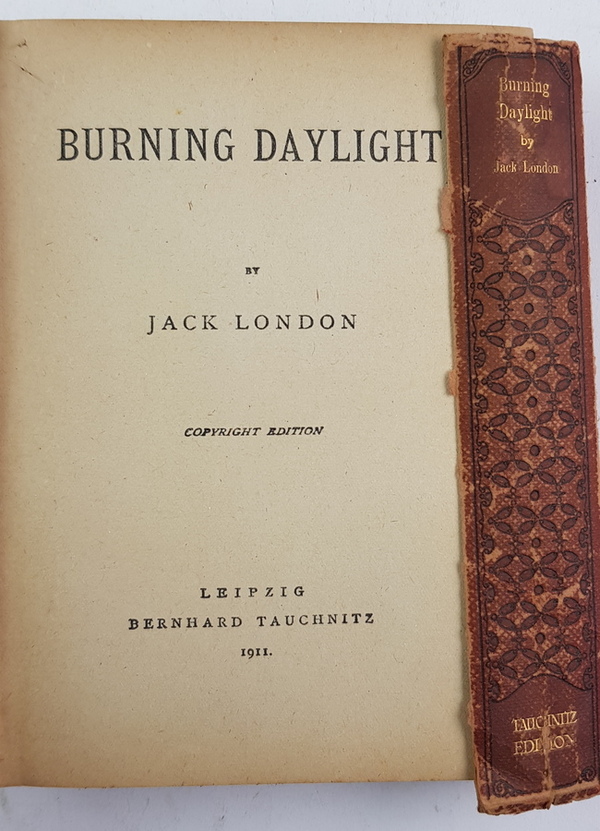 BURNING DAYLIGHT
BY
JACK LONDON
COPYRIGHT EDITION
LEIPZIG
BERNHARD TAUCHNITZ
1911.
Burning
Daylight
by
Jack London
TAUCHNITZ
EDITION